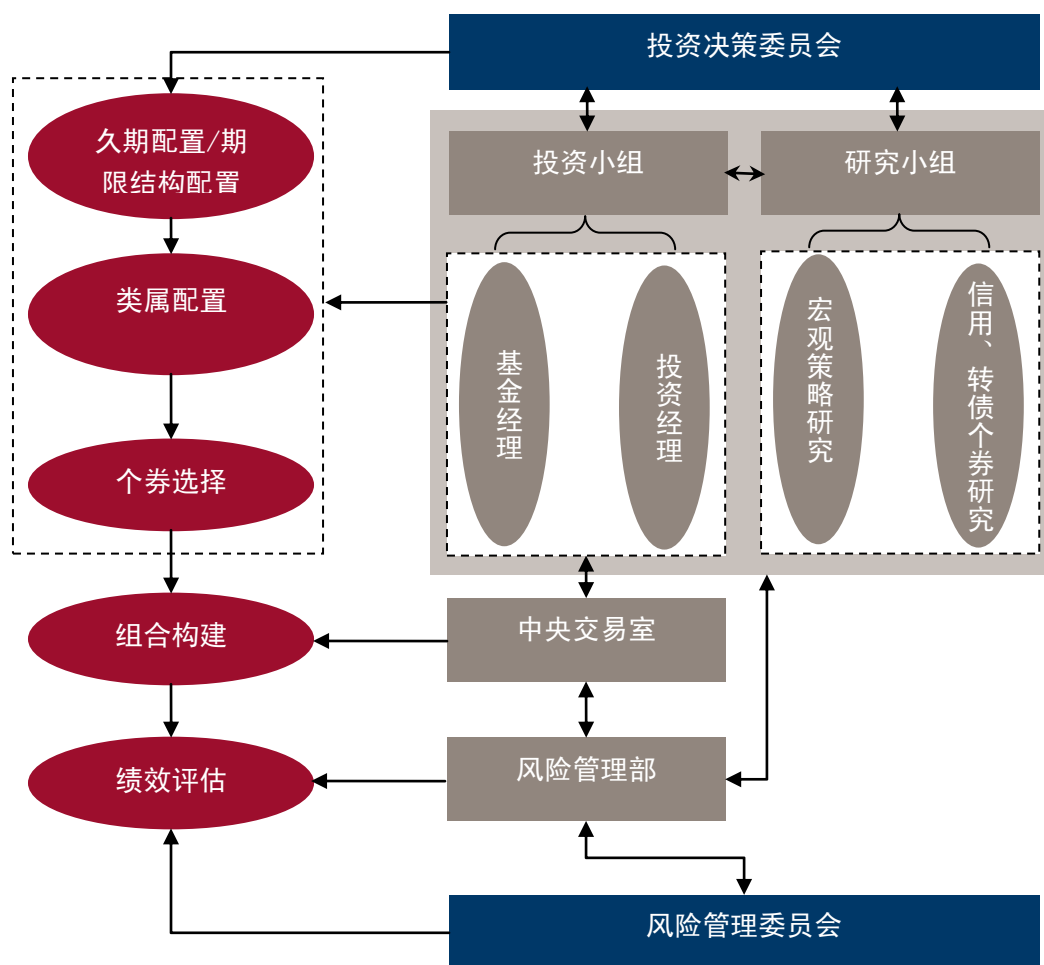 投资决策委员会
久期配置/期
限结构配置
投资小组
研究小组
类属配置
基金经理
投资经理
宏观策略研究
信用、转债个券研究
个券选择
组合构建
中央交易室
绩效评估
风险管理部
风险管理委员会